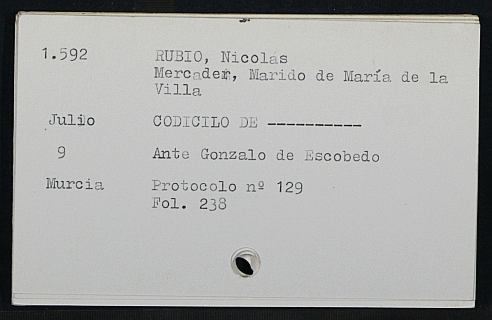 1.592 RUBIO, Nicolás
Mercader, Marido de María de la
Villa
Julio CODICILO DE ----------
9 Ante Gonzalo de Escobedo
Murcia Protocolo nº 129
Fol. 238